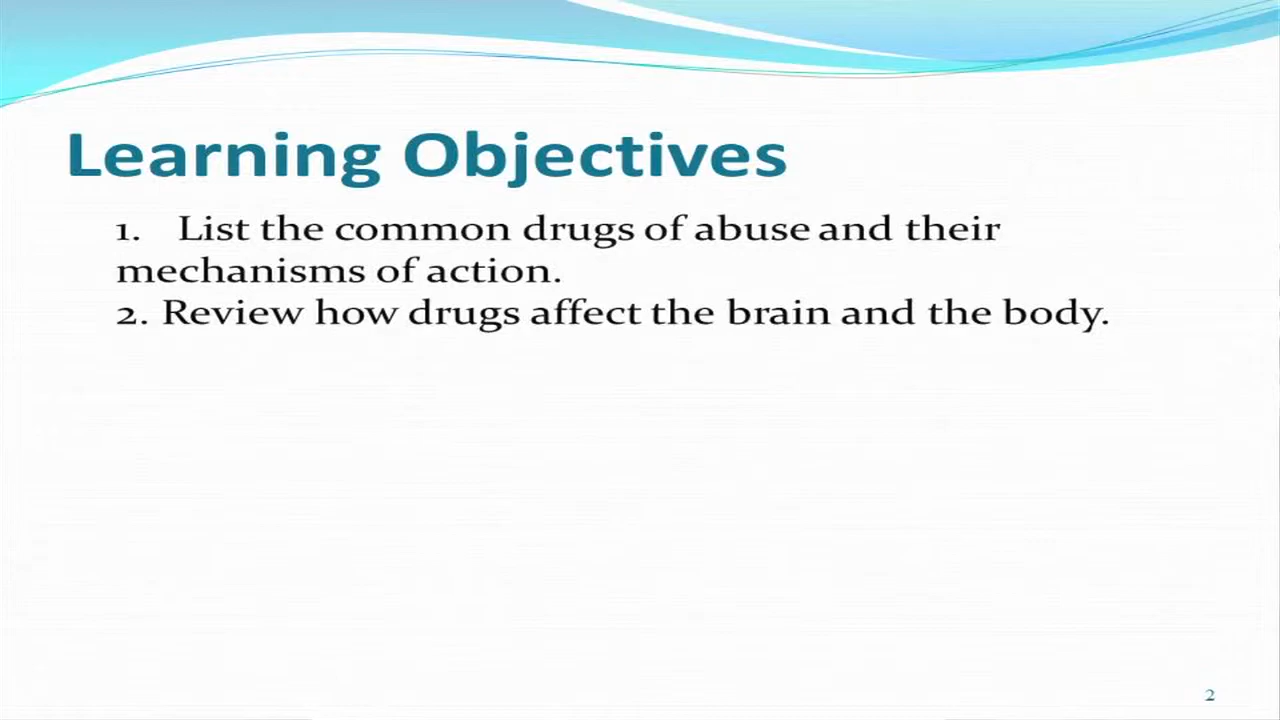 Learning Objectives
1. List the common drugs of abuse and their
mechanisms of action.
2. Review how drugs affect the brain and the body.
2